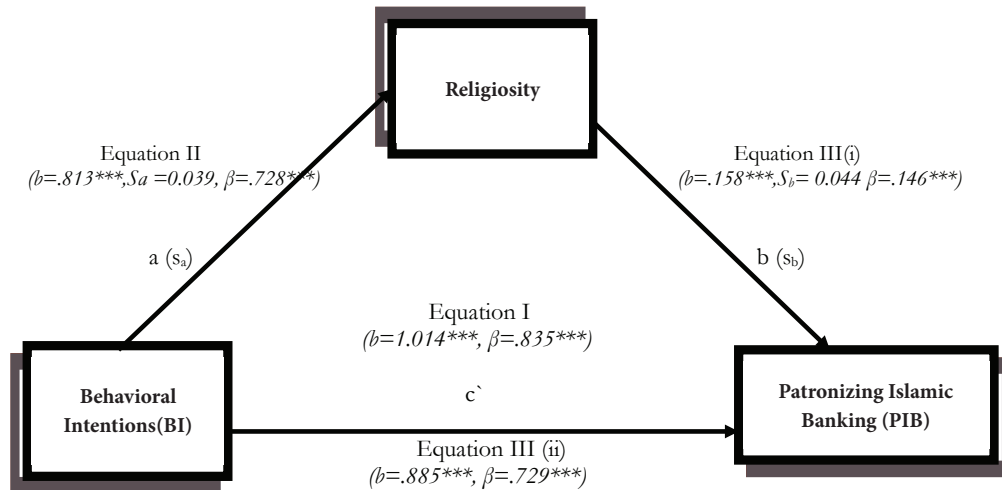 Religiosity
Equation II
(b=.813***,Sa =0.039, β=.728***)
Equation III(i)
(b=.158***,Sb= 0.044 β=.146***)
a (sa)
b (sb)
Equation I
(b=1.014***, β=.835***)
Behavioral
Intentions(BI)
c`
Patronizing Islamic
Banking (PIB)
Equation III (ii)
(b=.885***, β=.729***)